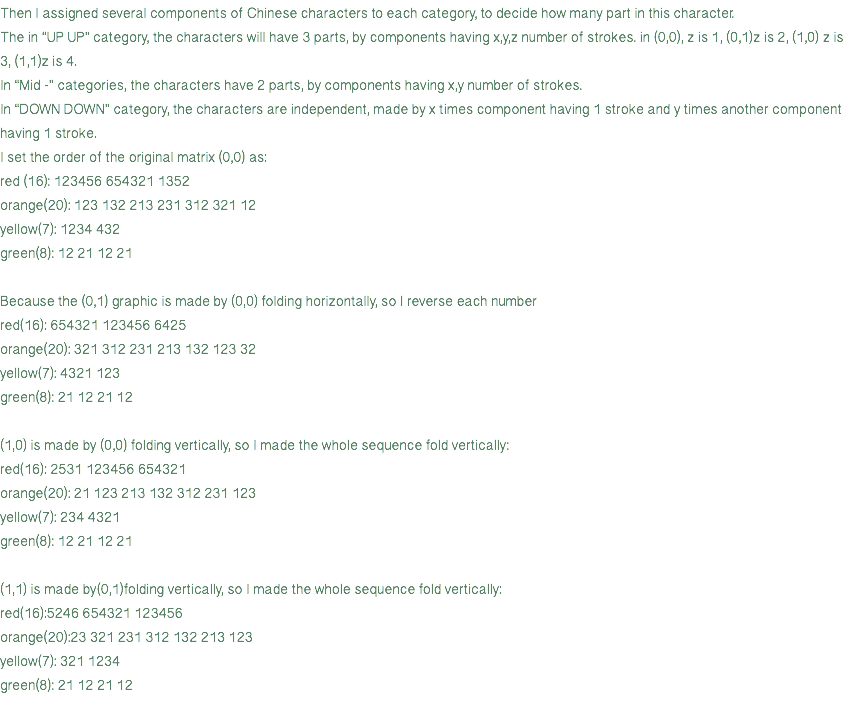 Then I assigned several components of Chinese characters to each category, to decide how many part in this character.
The in "UP UP" category, the characters will have 3 parts, by components having x,y,z number of strokes. in (0,0), z is 1, (0,1)z is 2, (1,0) z is
3, (1,1)z is 4.
In "Mid -" categories, the characters have 2 parts, by components having x,y number of strokes.
In "DOWN DOWN" category, the characters are independent, made by x times component having 1 stroke and y times another component
having 1 stroke.
I set the order of the original matrix (0,0) as:
red (16): 123456 654321 1352
orange(20): 123 132 213 231 312 321 12
yellow(7): 1234 432
green(8): 12 21 12 21
Because the (0,1) graphic is made by (0,0) folding horizontally, so I reverse each number
red(16): 654321 123456 6425
orange(20): 321 312 231 213 132 123 32
yellow(7): 4321 123
green(8): 21 12 21 12
(1,0) is made by (0,0) folding vertically, so I made the whole sequence fold vertically:
red(16): 2531 123456 654321
orange(20): 21 123 213 132 312 231 123
yellow(7): 234 4321
green(8): 12 21 12 21
(1,1) is made by(0,1)folding vertically, so I made the whole sequence fold vertically:
red(16):5246 654321 123456
orange(20):23 321 231 312 132 213 123
yellow(7): 321 1234
green(8): 21 12 21 12